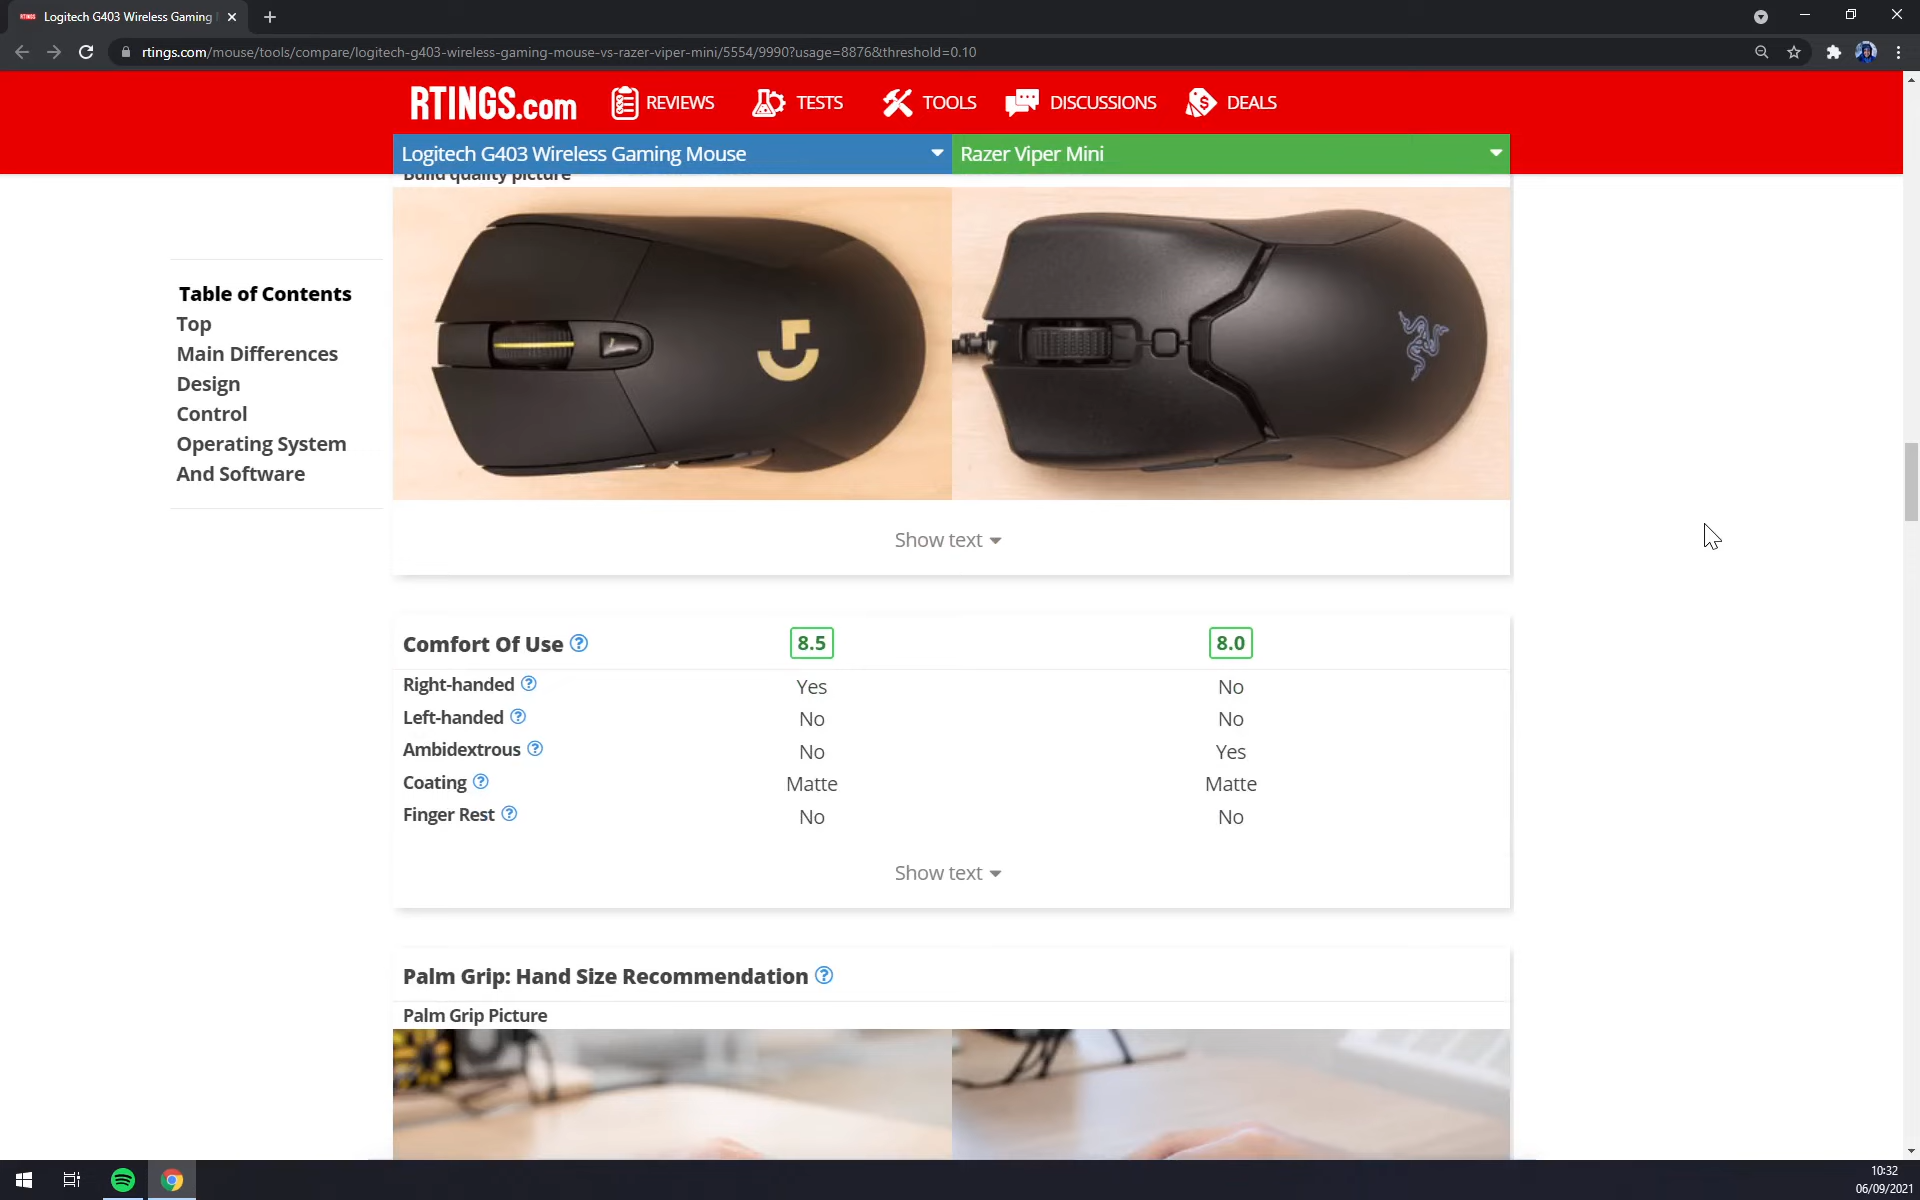 RTINGS Logitech G403 Wireless Gaming
rtings.com/mouse/tools/compare/logitech-g403-wireless-gaming-mouse-vs-razer-viper-mini/5554/9990?usage=8876&threshold=0.10
RTINGS.com REVIEWS TESTS TOOLS DISCUSSIONS DEALS
Logitech G403 Wireless Gaming Mouse Razer Viper Mini
Build quality picture
Table of Contents
Top
Main Differences
Design
Control
Operating System
And Software
Show text
Comfort Of Use ? 8.5 8.0
Right-handed ? Yes No
Left-handed ? No No
Ambidextrous ? No Yes
Coating ? Matte Matte
Finger Rest ? No No
Show text
Palm Grip: Hand Size Recommendation ?
Palm Grip Picture
10:32
06/09/2021